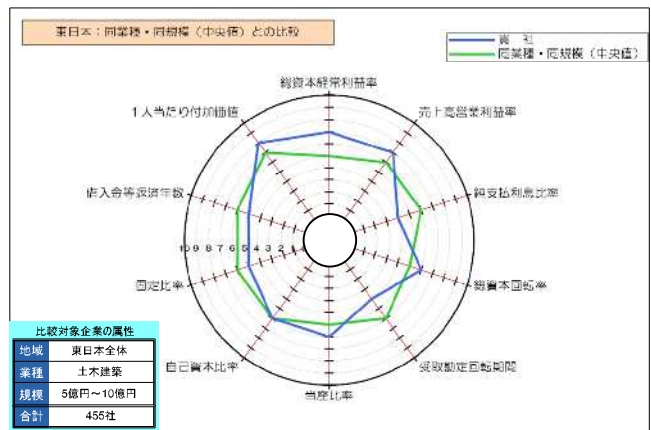 東日本：同業種・同規模（中央値）との比較
貴　社
同業種・同規模（中央値）
総資本経常利益率
１人当たり付加価値
売上高営業利益率
借入金等返済年数
純支払利息比率
10 9 8 7 6 5 4 3 2 1
固定比率
総資本回転率
自己資本比率
受取勘定回転期間
当座比率
比較対象企業の属性
地域 東日本全体
業種 土木建築
規模 5億円～10億円
合計 455社